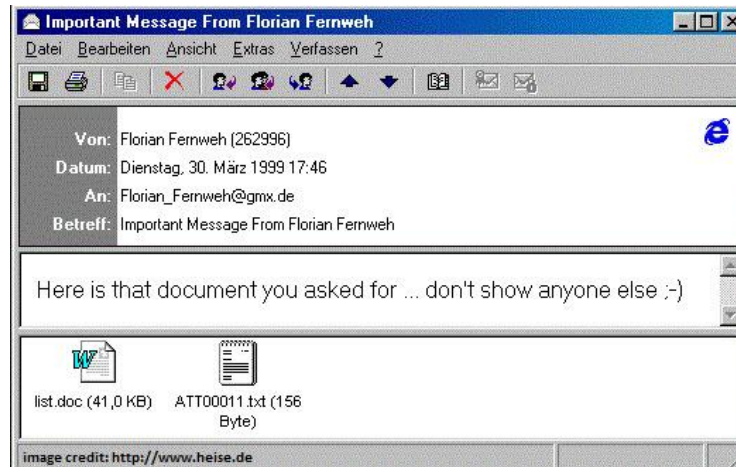 Important Message From Florian Fernweh
Datei Bearbeiten Ansicht Extras Verfassen ?
Von: Florian Fernweh (262996)
Datum: Dienstag, 30. März 1999 17:46
An: Florian_Fernweh@gmx.de
Betreff: Important Message From Florian Fernweh
Here is that document you asked for ... don't show anyone else ;-)
list.doc (41,0 KB) ATT00011.txt (156
Byte)
image credit: http://www.heise.de